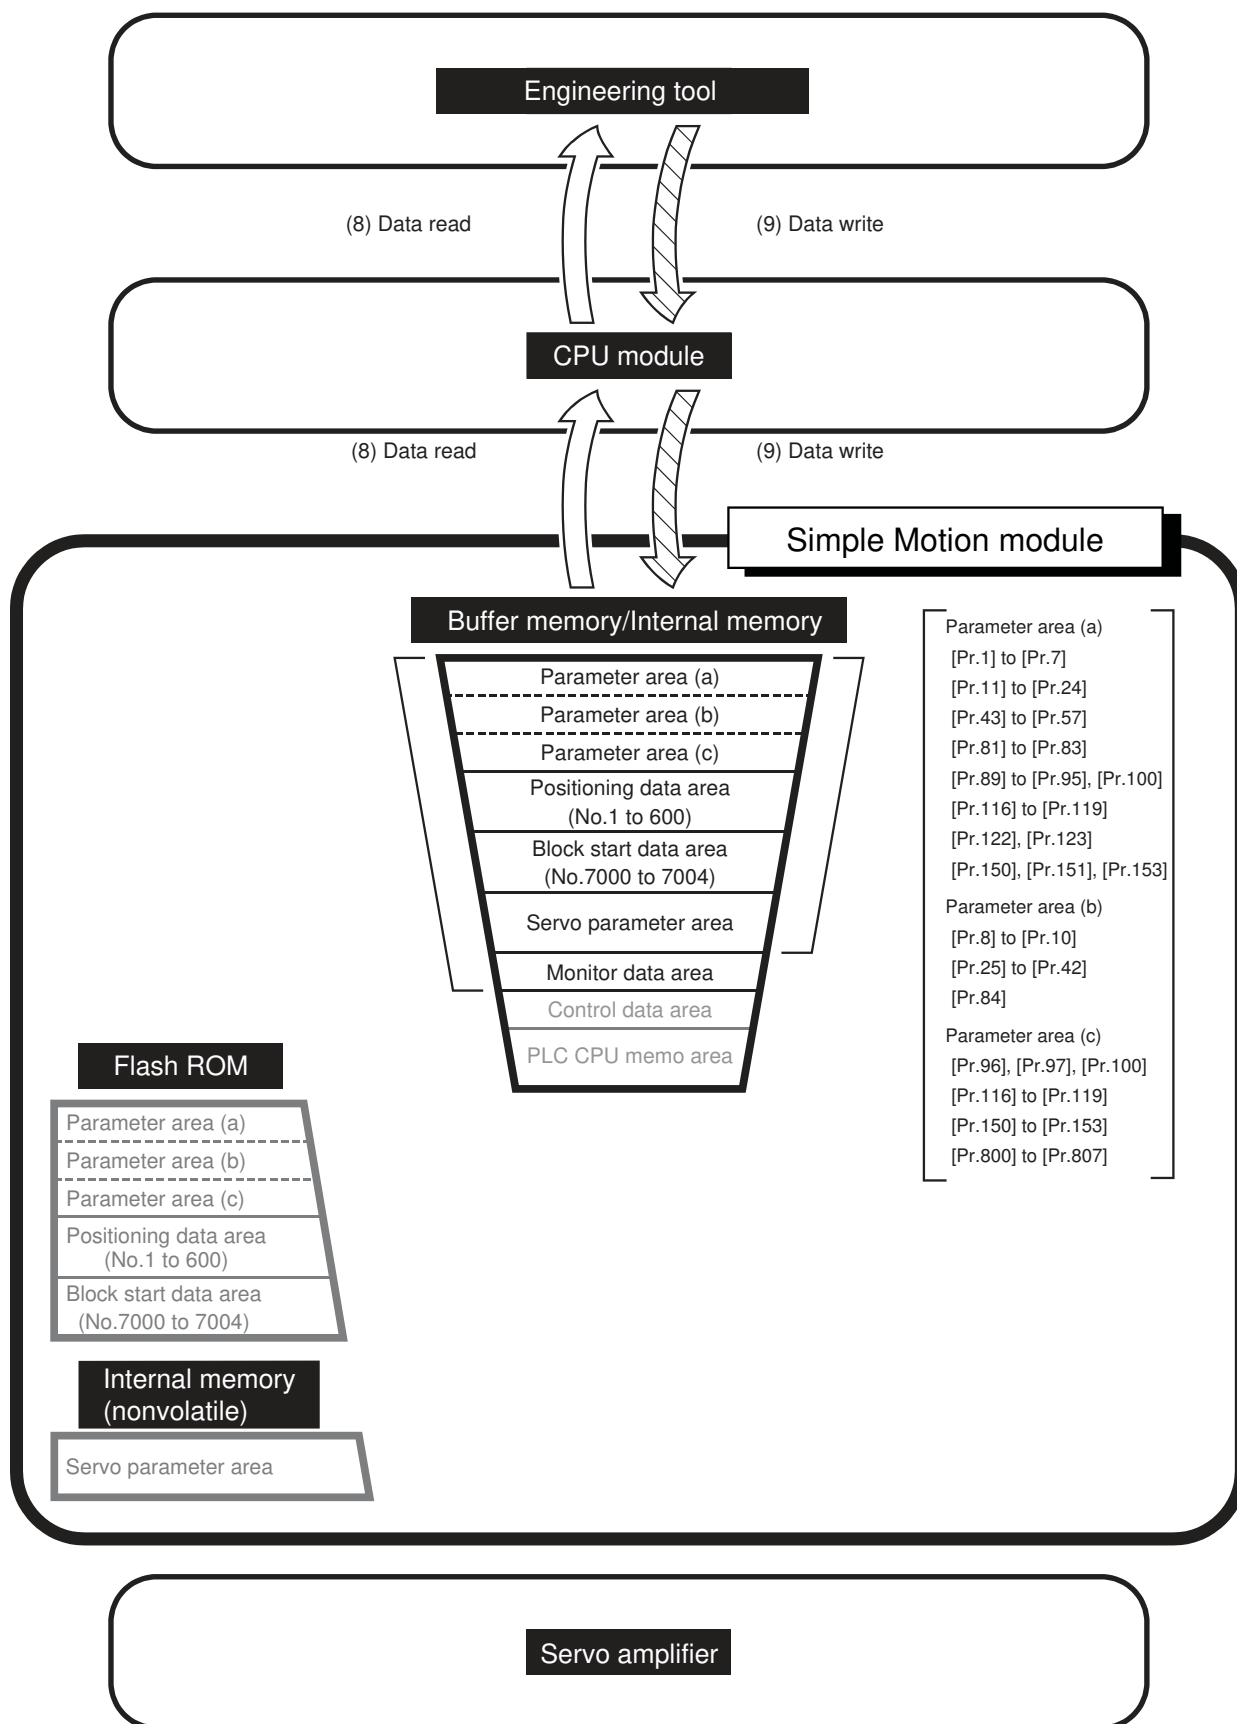 Engineering tool
(8) Data read
(9) Data write
CPU module
(8) Data read
(9) Data write
Simple Motion module
Buffer memory/Internal memory
Parameter area (a)
Parameter area (b)
Parameter area (c)
Positioning data area
(No.1 to 600)
Block start data area
(No.7000 to 7004)
Servo parameter area
Monitor data area
Control data area
PLC CPU memo area
Parameter area (a)
[Pr.1] to [Pr.7]
[Pr.11] to [Pr.24]
[Pr.43] to [Pr.57]
[Pr.81] to [Pr.83]
[Pr.89] to [Pr.95], [Pr.100]
[Pr.116] to [Pr.119]
[Pr.122], [Pr.123]
[Pr.150], [Pr.151], [Pr.153]
Parameter area (b)
[Pr.8] to [Pr.10]
[Pr.25] to [Pr.42]
[Pr.84]
Parameter area (c)
[Pr.96], [Pr.97], [Pr.100]
[Pr.116] to [Pr.119]
[Pr.150] to [Pr.153]
[Pr.800] to [Pr.807]
Flash ROM
Parameter area (a)
Parameter area (b)
Parameter area (c)
Positioning data area
(No.1 to 600)
Block start data area
(No.7000 to 7004)
Internal memory
(nonvolatile)
Servo parameter area
Servo amplifier